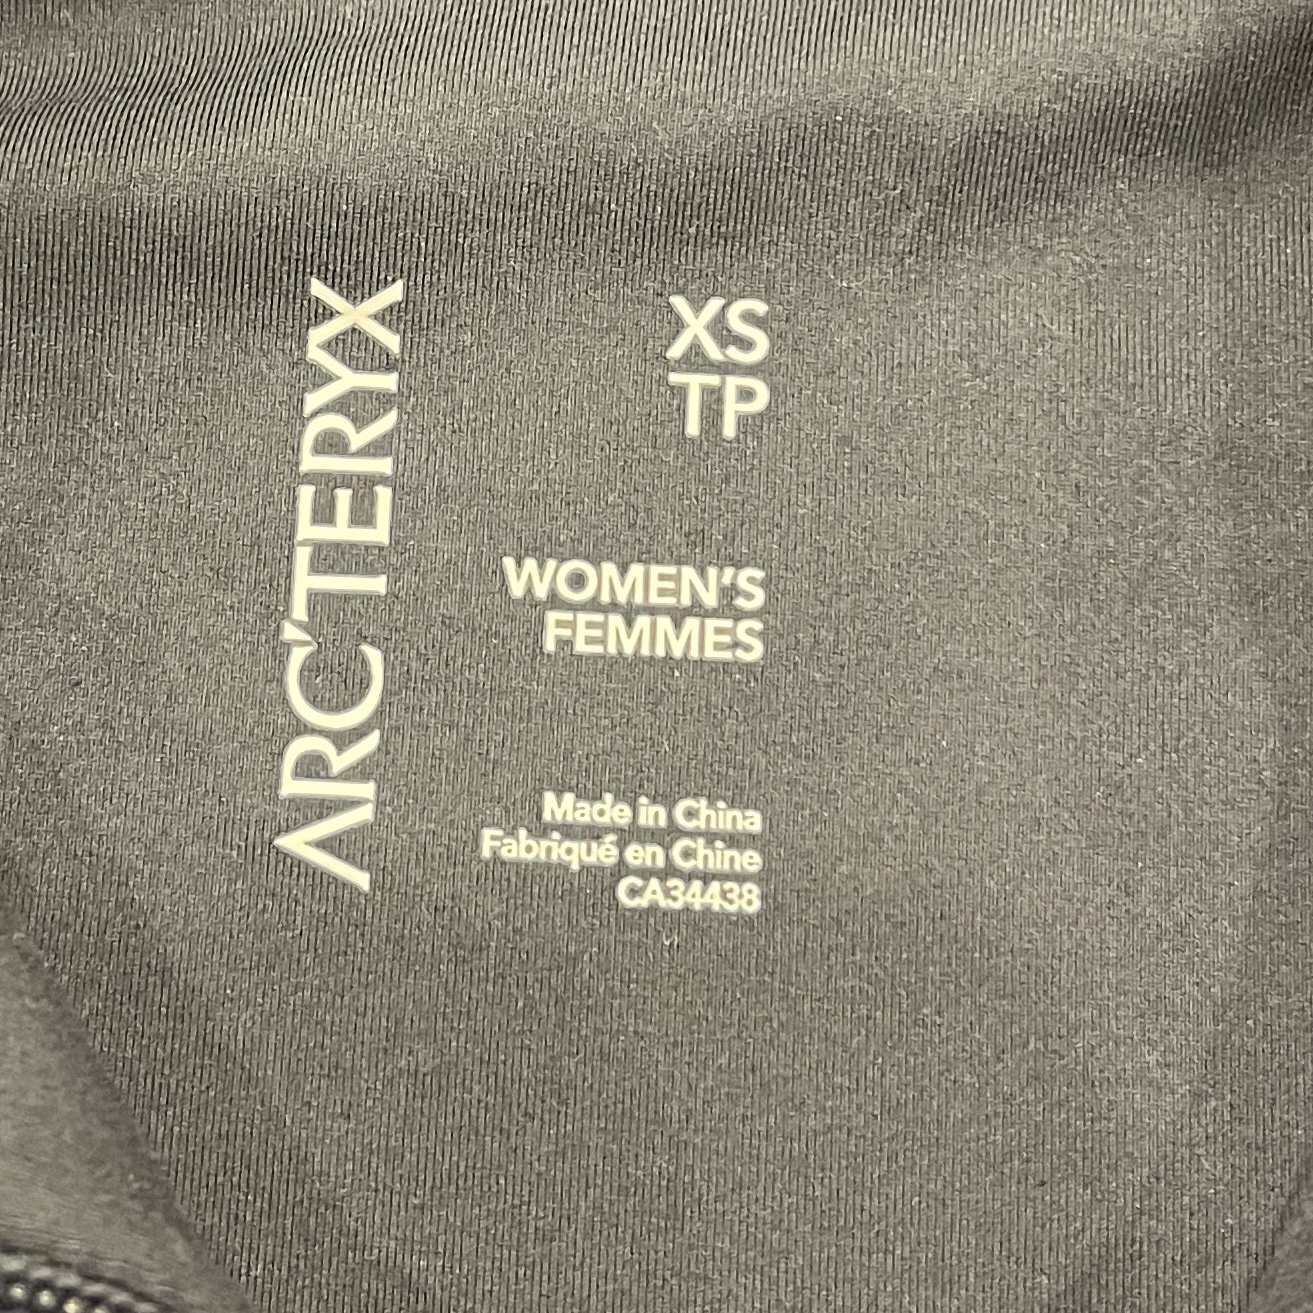 ARC'TERYX
XS
TP
WOMEN'S
FEMMES
Made in China
Fabriqué en Chine
CA34438